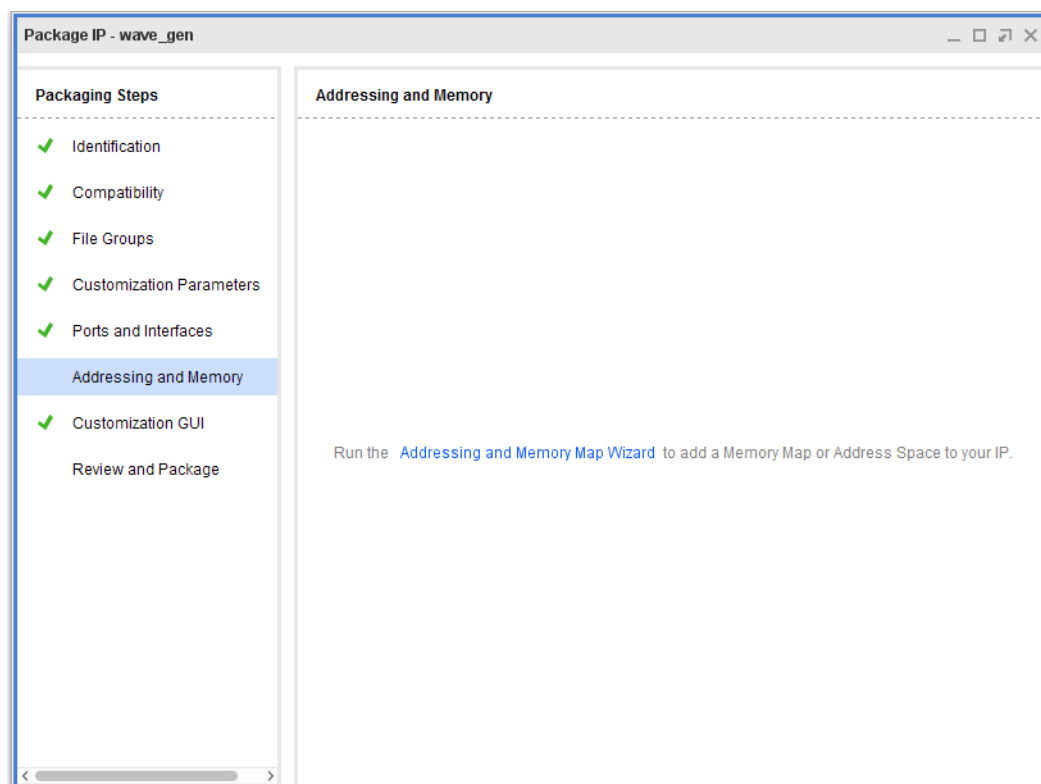 Package IP - wave_gen
Packaging Steps
Identification
Compatibility
File Groups
Customization Parameters
Ports and Interfaces
Addressing and Memory
Customization GUI
Review and Package
Addressing and Memory
Run the Addressing and Memory Map Wizard to add a Memory Map or Address Space to your IP.